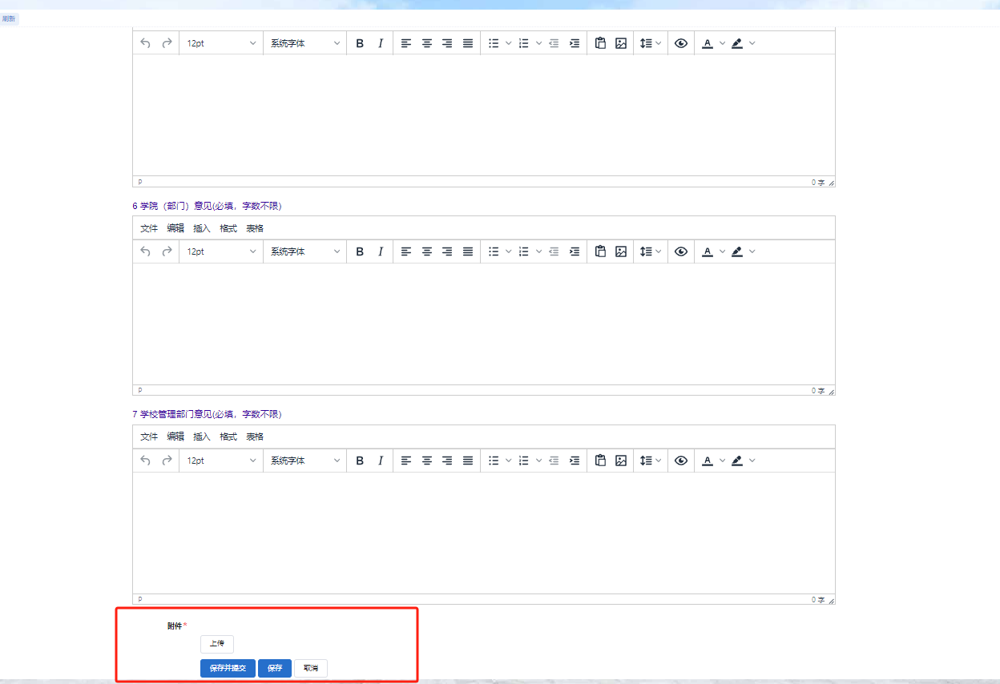 刷新
12pt 系统字体 B I A
P 0 字
6 学院（部门）意见(必填，字数不限)
文件 编辑 插入 格式 表格
12pt 系统字体 B I A
P 0 字
7 学校管理部门意见(必填，字数不限)
文件 编辑 插入 格式 表格
12pt 系统字体 B I A
P 0 字
附件*
上传
保存并提交 保存 取消